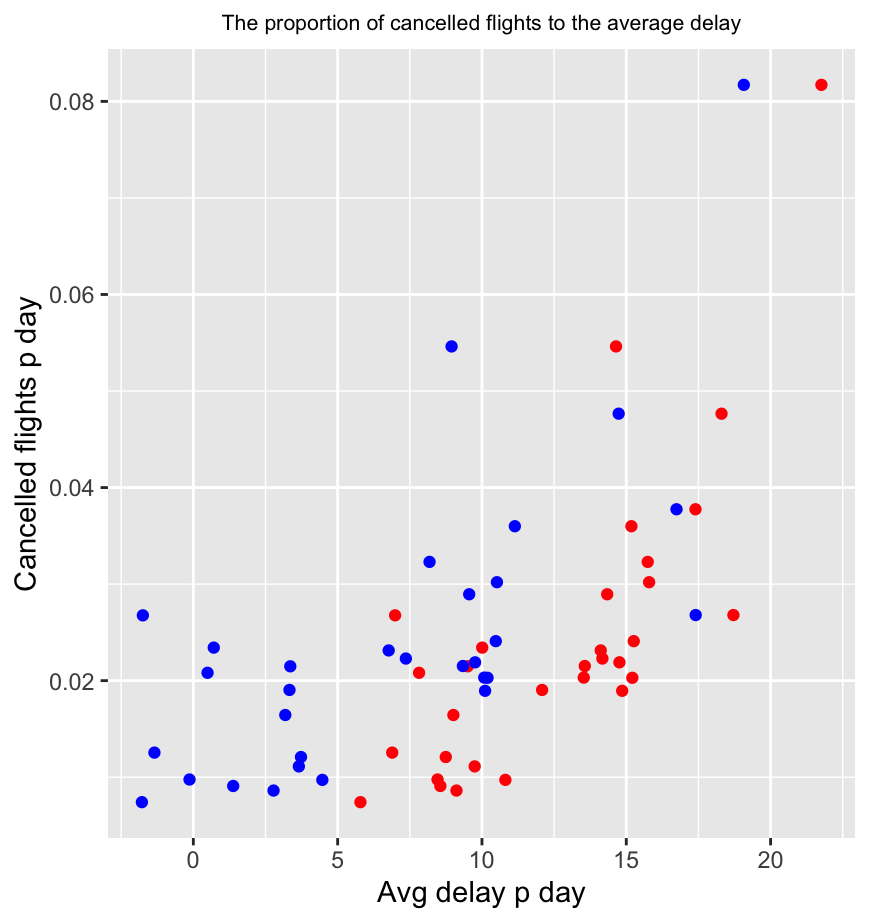 The proportion of cancelled flights to the average delay
0.08
0.06
0.04
0.02
Cancelled flights p day
0 5 10 15 20
Avg delay p day